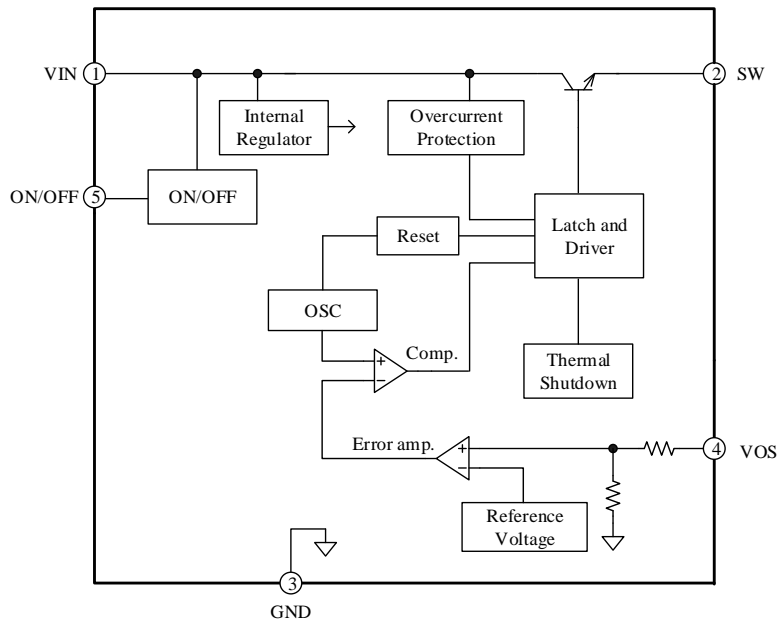 VIN
1
2
SW
Internal
Regulator
Overcurrent
Protection
ON/OFF
5
ON/OFF
Latch and
Driver
Reset
OSC
+
−
Comp.
Thermal
Shutdown
Error amp.
+
−
4
VOS
Reference
Voltage
3
GND